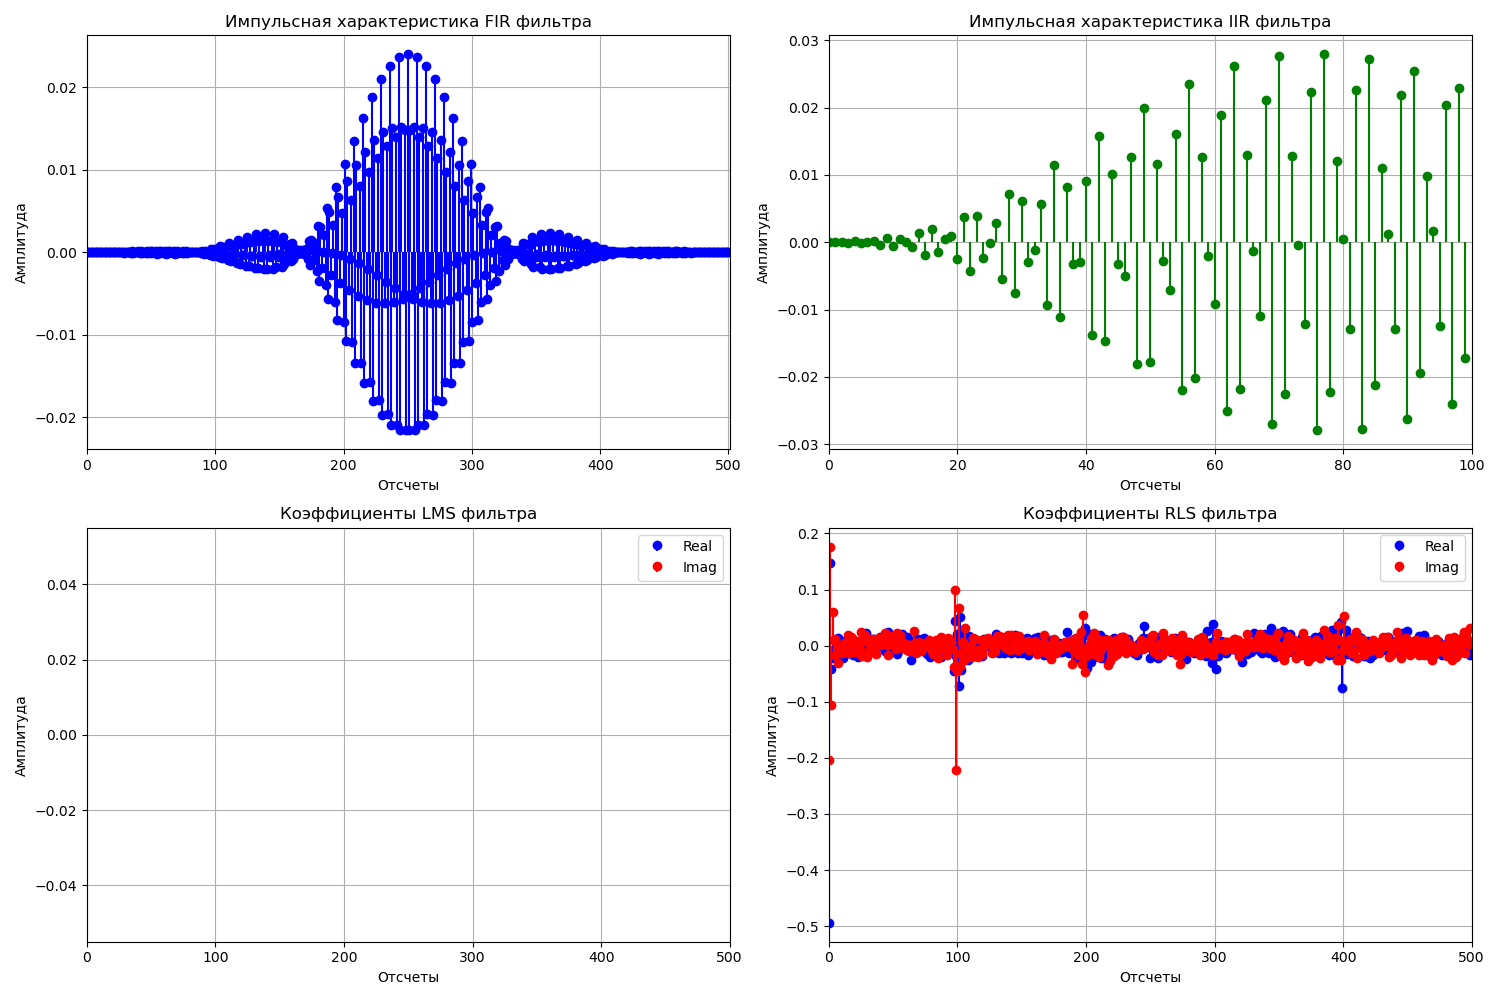 Импульсная характеристика FIR фильтра
Амплитуда
0.02
0.01
0.00
−0.01
−0.02
0 100 200 300 400 500
Отсчеты
Импульсная характеристика IIR фильтра
Амплитуда
0.03
0.02
0.01
0.00
−0.01
−0.02
−0.03
0 20 40 60 80 100
Отсчеты
Коэффициенты LMS фильтра
Real
Imag
Амплитуда
0.04
0.02
0.00
−0.02
−0.04
0 100 200 300 400 500
Отсчеты
Коэффициенты RLS фильтра
Real
Imag
Амплитуда
0.2
0.1
0.0
−0.1
−0.2
−0.3
−0.4
−0.5
0 100 200 300 400 500
Отсчеты